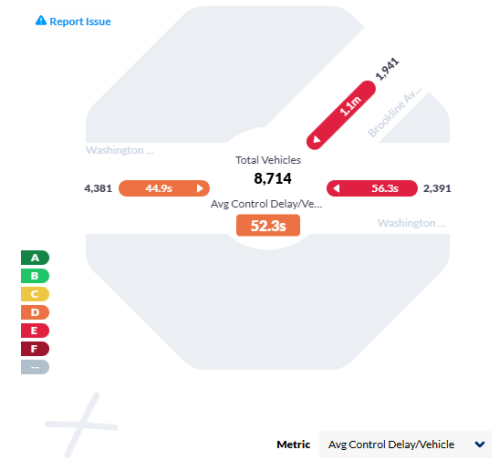 Report Issue
1,941
1.1m
Brookline Av...
Washington ...
Total Vehicles
8,714
4,381
44.9s
56.3s
2,391
Avg Control Delay/Ve...
52.3s
Washington ...
A
B
C
D
E
F
--
Metric Avg Control Delay/Vehicle